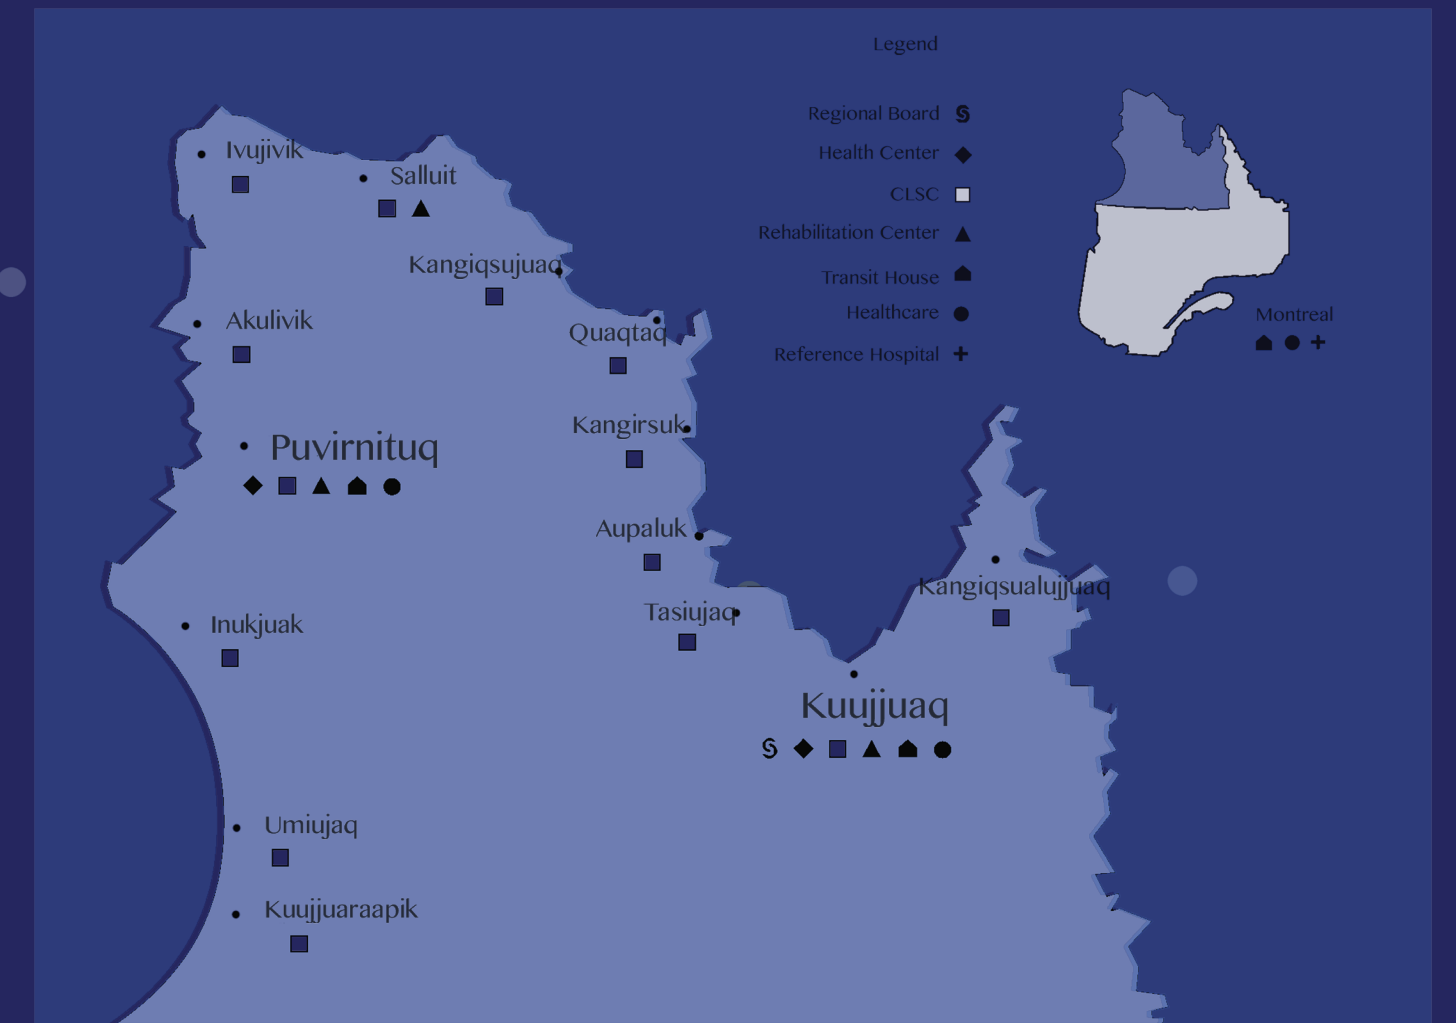 Legend
Regional Board
Health Center
CLSC
Rehabilitation Center
Transit House
Healthcare
Reference Hospital
Montreal
Ivujivik
Salluit
Kangiqsujuaq
Akulivik
Quaqtaq
Kangirsuk
Puvirnituq
Aupaluk
Kangiqsualujjuaq
Tasiujaq
Inukjuak
Kuujjuaq
Umiujaq
Kuujjuaraapik